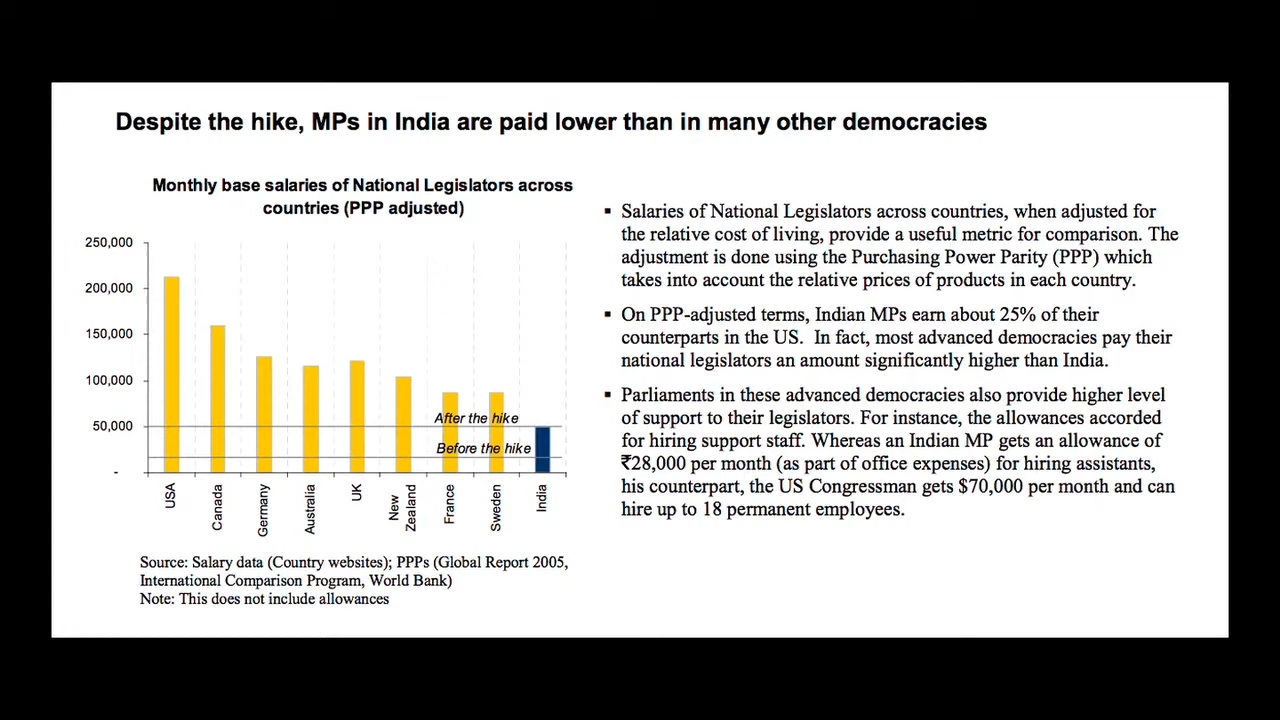 Despite the hike, MPs in India are paid lower than in many other democracies
Monthly base salaries of National Legislators across
countries (PPP adjusted)
250,000
200,000
150,000
100,000
50,000
-
After the hike
Before the hike
USA
Canada
Germany
Australia
UK
New
Zealand
France
Sweden
India
Source: Salary data (Country websites); PPPs (Global Report 2005,
International Comparison Program, World Bank)
Note: This does not include allowances
▪ Salaries of National Legislators across countries, when adjusted for
the relative cost of living, provide a useful metric for comparison. The
adjustment is done using the Purchasing Power Parity (PPP) which
takes into account the relative prices of products in each country.
▪ On PPP-adjusted terms, Indian MPs earn about 25% of their
counterparts in the US. In fact, most advanced democracies pay their
national legislators an amount significantly higher than India.
▪ Parliaments in these advanced democracies also provide higher level
of support to their legislators. For instance, the allowances accorded
for hiring support staff. Whereas an Indian MP gets an allowance of
₹28,000 per month (as part of office expenses) for hiring assistants,
his counterpart, the US Congressman gets $70,000 per month and can
hire up to 18 permanent employees.